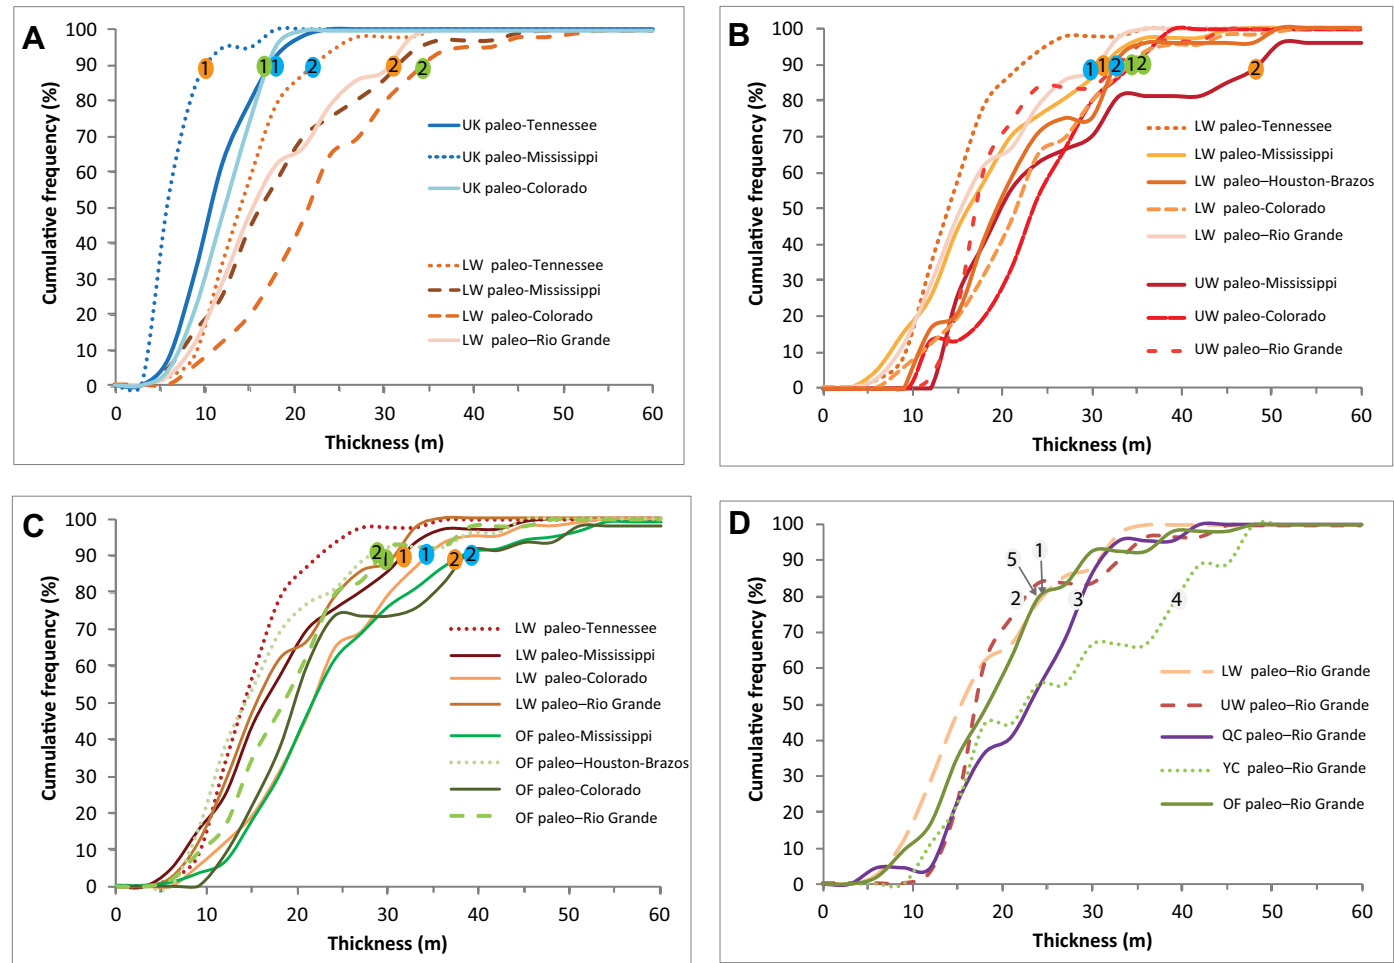 A
Cumulative frequency (%)
100
90
80
70
60
50
40
30
20
10
0
1
1
1
2
2
2
UK paleo-Tennessee
UK paleo-Mississippi
UK paleo-Colorado
LW paleo-Tennessee
LW paleo-Mississippi
LW paleo-Colorado
LW paleo–Rio Grande
0 10 20 30 40 50 60
Thickness (m)
B
Cumulative frequency (%)
100
90
80
70
60
50
40
30
20
10
0
1
1
2
1
2
2
LW paleo-Tennessee
LW paleo-Mississippi
LW paleo–Houston-Brazos
LW paleo-Colorado
LW paleo–Rio Grande
UW paleo-Mississippi
UW paleo-Colorado
UW paleo–Rio Grande
0 10 20 30 40 50 60
Thickness (m)
C
Cumulative frequency (%)
100
90
80
70
60
50
40
30
20
10
0
2
1
1
1
2
2
LW paleo-Tennessee
LW paleo-Mississippi
LW paleo-Colorado
LW paleo–Rio Grande
OF paleo-Mississippi
OF paleo–Houston-Brazos
OF paleo-Colorado
OF paleo–Rio Grande
0 10 20 30 40 50 60
Thickness (m)
D
Cumulative frequency (%)
100
90
80
70
60
50
40
30
20
10
0
5
1
2
3
4
LW paleo–Rio Grande
UW paleo–Rio Grande
QC paleo–Rio Grande
YC paleo–Rio Grande
OF paleo–Rio Grande
0 10 20 30 40 50 60
Thickness (m)